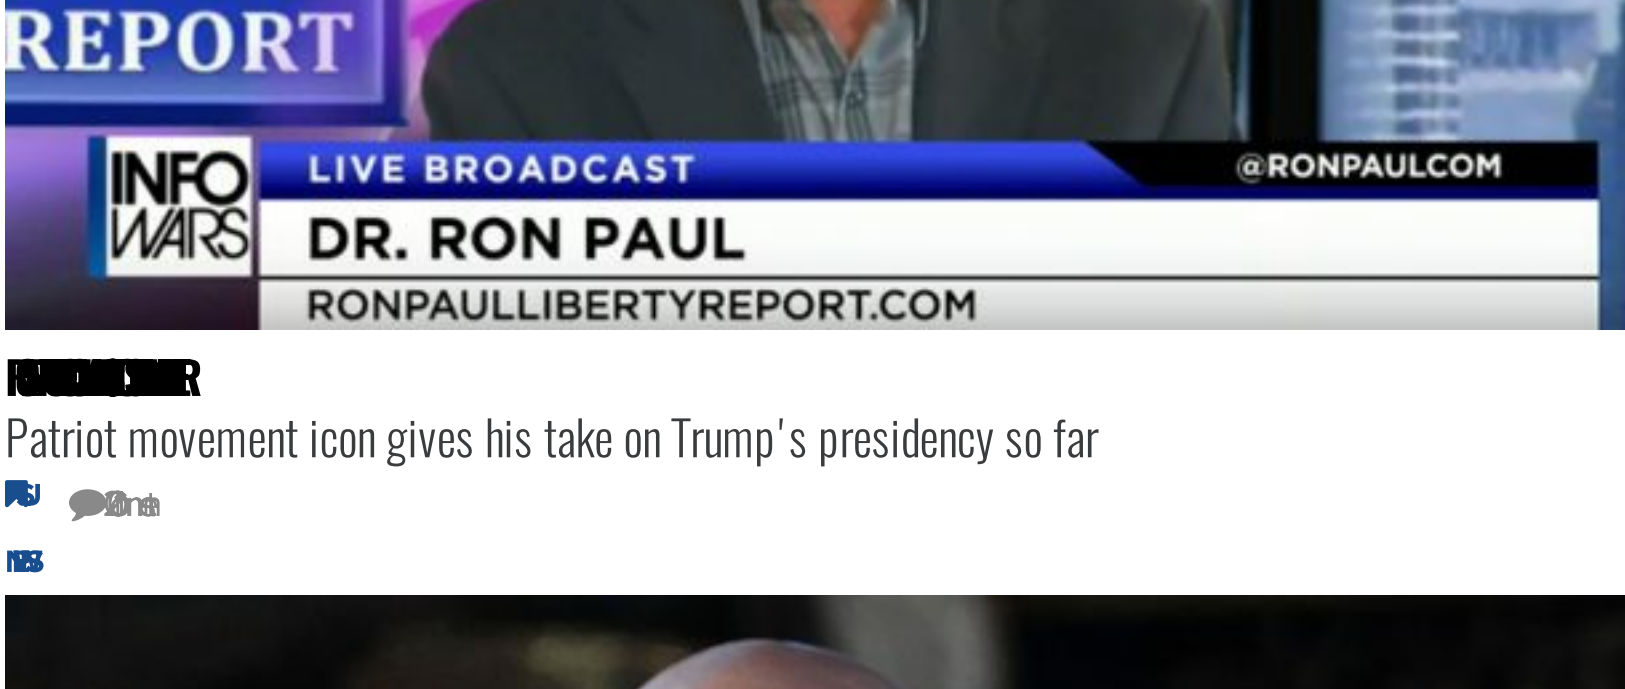 REPORT
LIVE BROADCAST
@RONPAULCOM
INFO
WARS
DR. RON PAUL
RONPAULLIBERTYREPORT.COM
Patriot movement icon gives his take on Trump's presidency so far